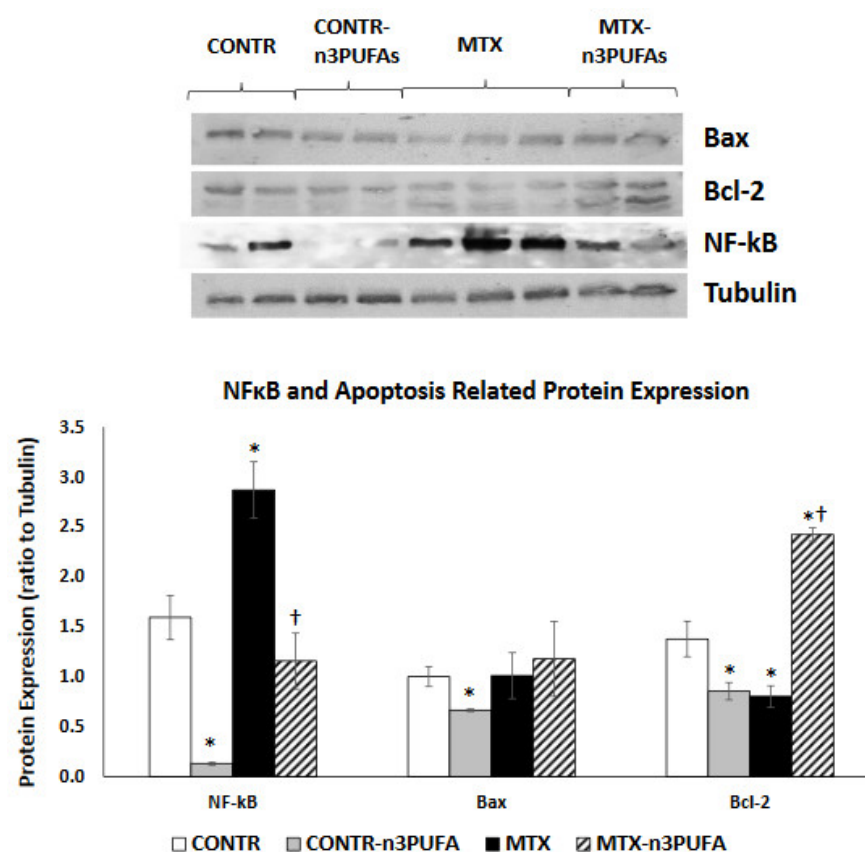 CONTR
CONTR-
n3PUFAs
MTX
MTX-
n3PUFAs
Bax
Bcl-2
NF-kB
Tubulin
NFκB and Apoptosis Related Protein Expression
Protein Expression (ratio to Tubulin)
3.5
3.0
2.5
2.0
1.5
1.0
0.5
0.0
*
*
†
*
*
*
*†
NF-kB
Bax
Bcl-2
CONTR CONTR-n3PUFA MTX MTX-n3PUFA